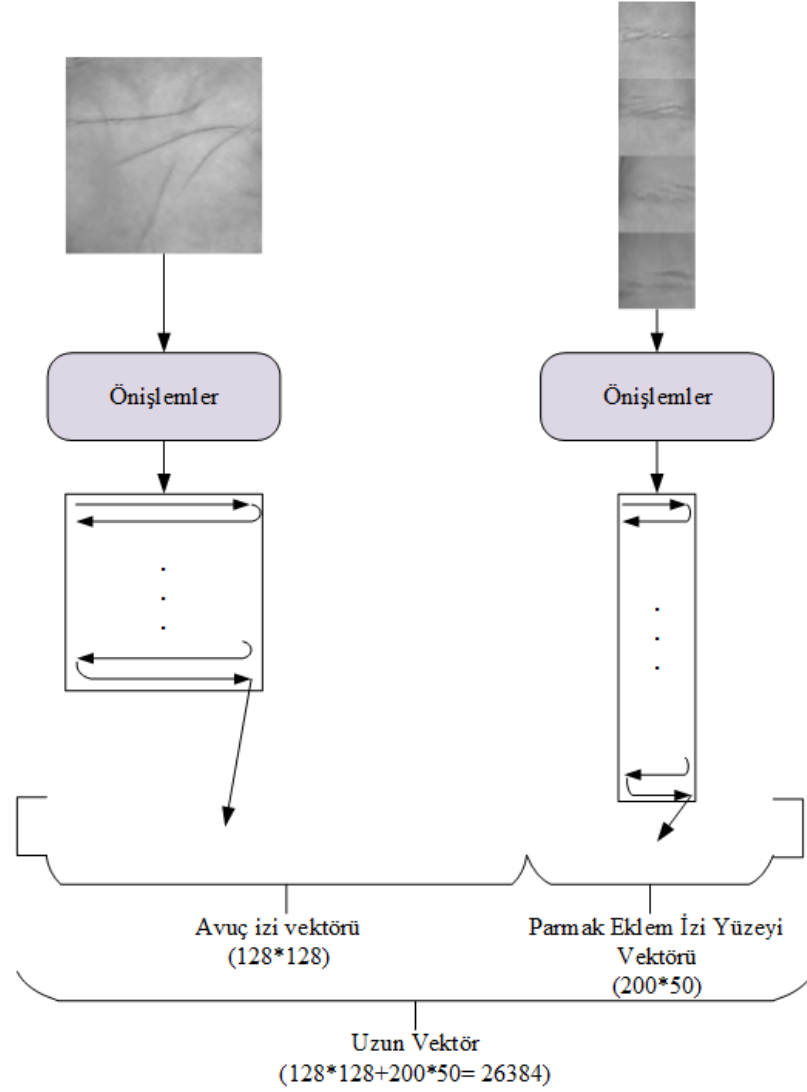 Önişlemler
Önişlemler
Avuç izi vektörü
(128*128)
Parmak Eklem İzi Yüzeyi
Vektörü
(200*50)
Uzun Vektör
(128*128+200*50= 26384)